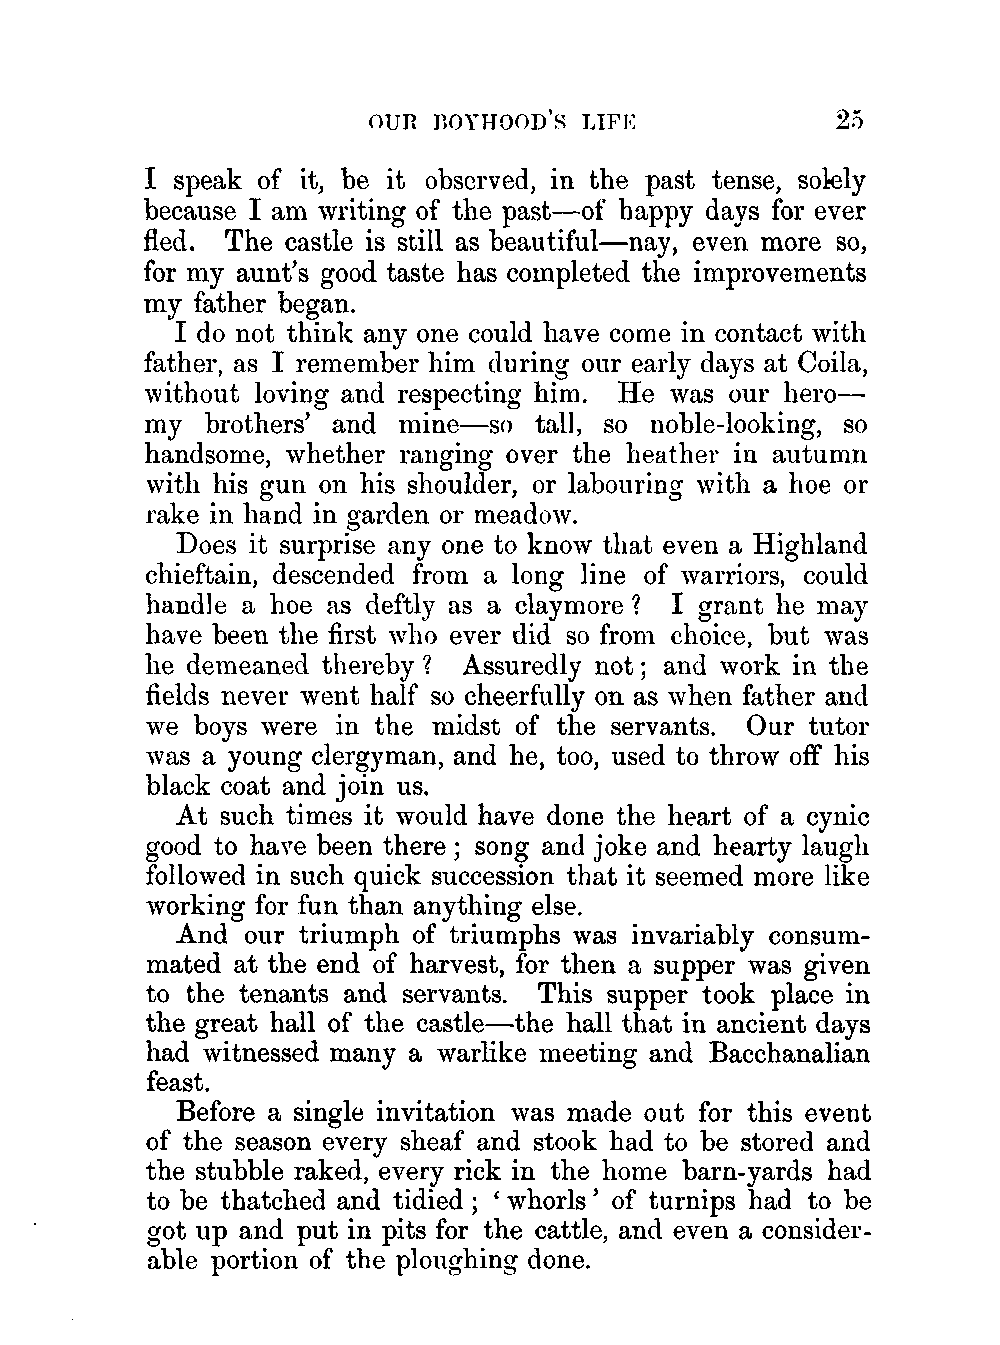 OUR BOYHOOD'S LIFE 25
I speak of it, be it observed, in the past tense, solely
because I am writing of the past—of happy days for ever
fled. The castle is still as beautiful—nay, even more so,
for my aunt's good taste has completed the improvements
my father began.
I do not think any one could have come in contact with
father, as I remember him during our early days at Coila,
without loving and respecting him. He was our hero—
my brothers' and mine—so tall, so noble-looking, so
handsome, whether ranging over the heather in autumn
with his gun on his shoulder, or labouring with a hoe or
rake in hand in garden or meadow.
Does it surprise any one to know that even a Highland
chieftain, descended from a long line of warriors, could
handle a hoe as deftly as a claymore? I grant he may
have been the first who ever did so from choice, but was
he demeaned thereby? Assuredly not; and work in the
fields never went half so cheerfully on as when father and
we boys were in the midst of the servants. Our tutor
was a young clergyman, and he, too, used to throw off his
black coat and join us.
At such times it would have done the heart of a cynic
good to have been there; song and joke and hearty laugh
followed in such quick succession that it seemed more like
working for fun than anything else.
And our triumph of triumphs was invariably consum-
mated at the end of harvest, for then a supper was given
to the tenants and servants. This supper took place in
the great hall of the castle—the hall that in ancient days
had witnessed many a warlike meeting and Bacchanalian
feast.
Before a single invitation was made out for this event
of the season every sheaf and stook had to be stored and
the stubble raked, every rick in the home barn-yards had
to be thatched and tidied; 'whorls' of turnips had to be
got up and put in pits for the cattle, and even a consider-
able portion of the ploughing done.